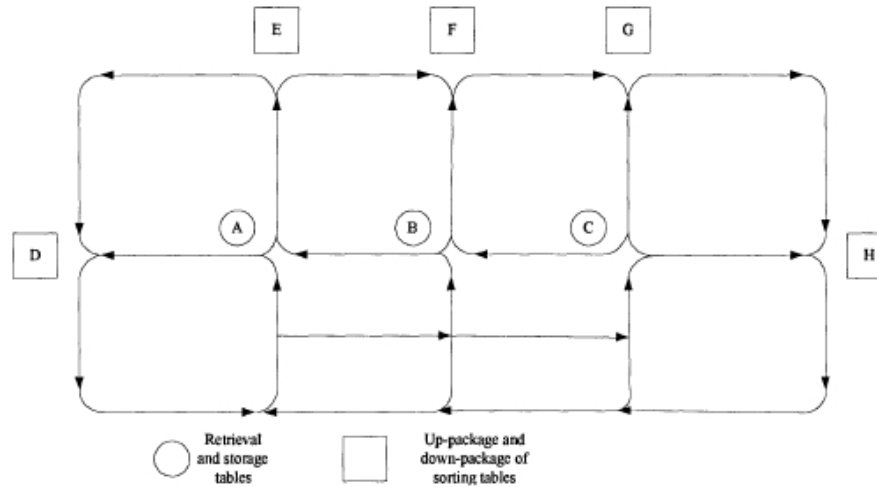 E F G
A B C
D H
Retrieval
and storage
tables
Up-package and
down-package of
sorting tables